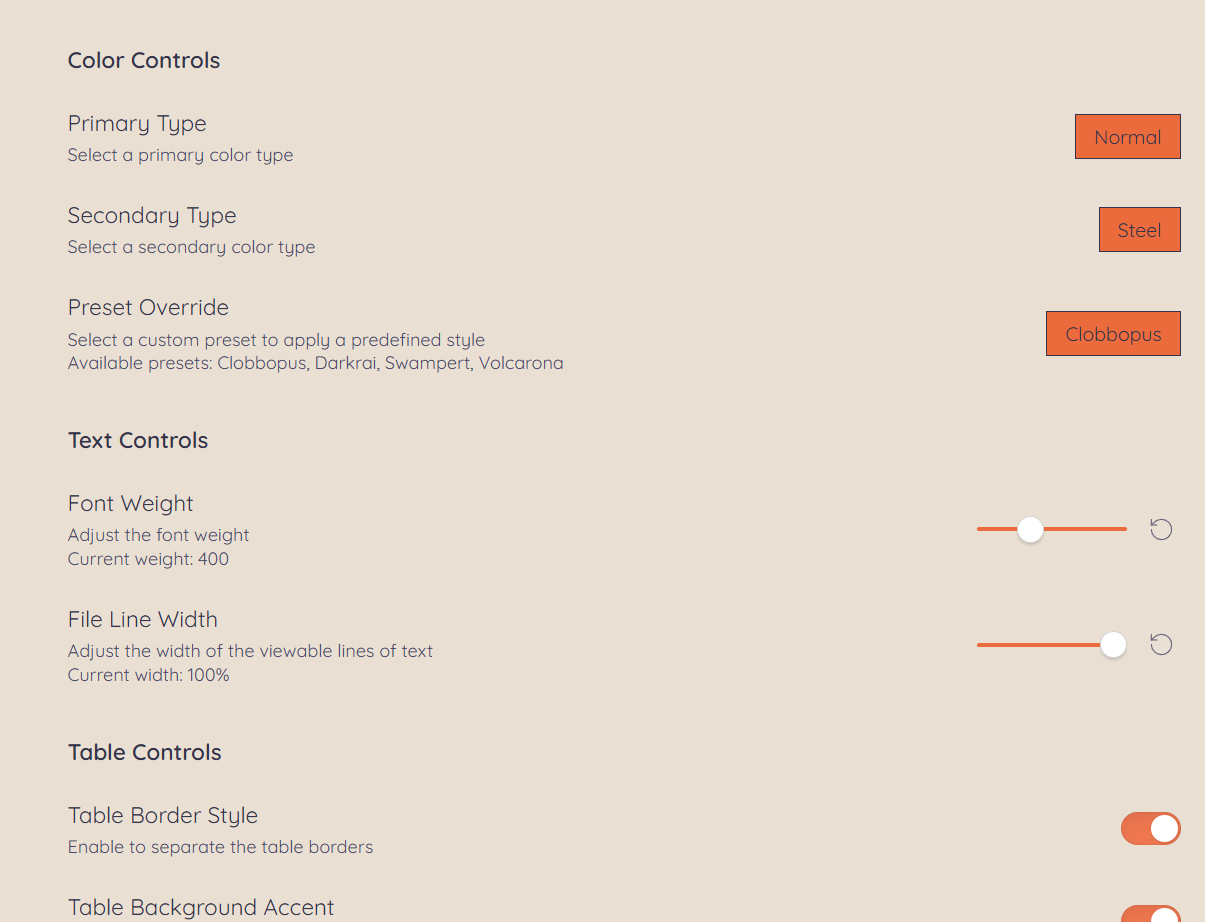 Color Controls
Primary Type
Select a primary color type
Normal
Secondary Type
Select a secondary color type
Steel
Preset Override
Select a custom preset to apply a predefined style
Available presets: Clobbopus, Darkrai, Swampert, Volcarona
Clobbopus
Text Controls
Font Weight
Adjust the font weight
Current weight: 400
File Line Width
Adjust the width of the viewable lines of text
Current width: 100%
Table Controls
Table Border Style
Enable to separate the table borders
Table Background Accent